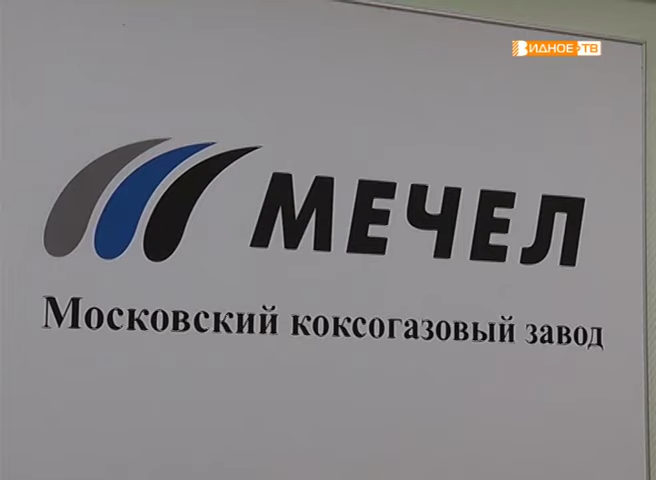 ВИДНОЕ-ТВ
МЕЧЕЛ
Московский коксогазовый завод